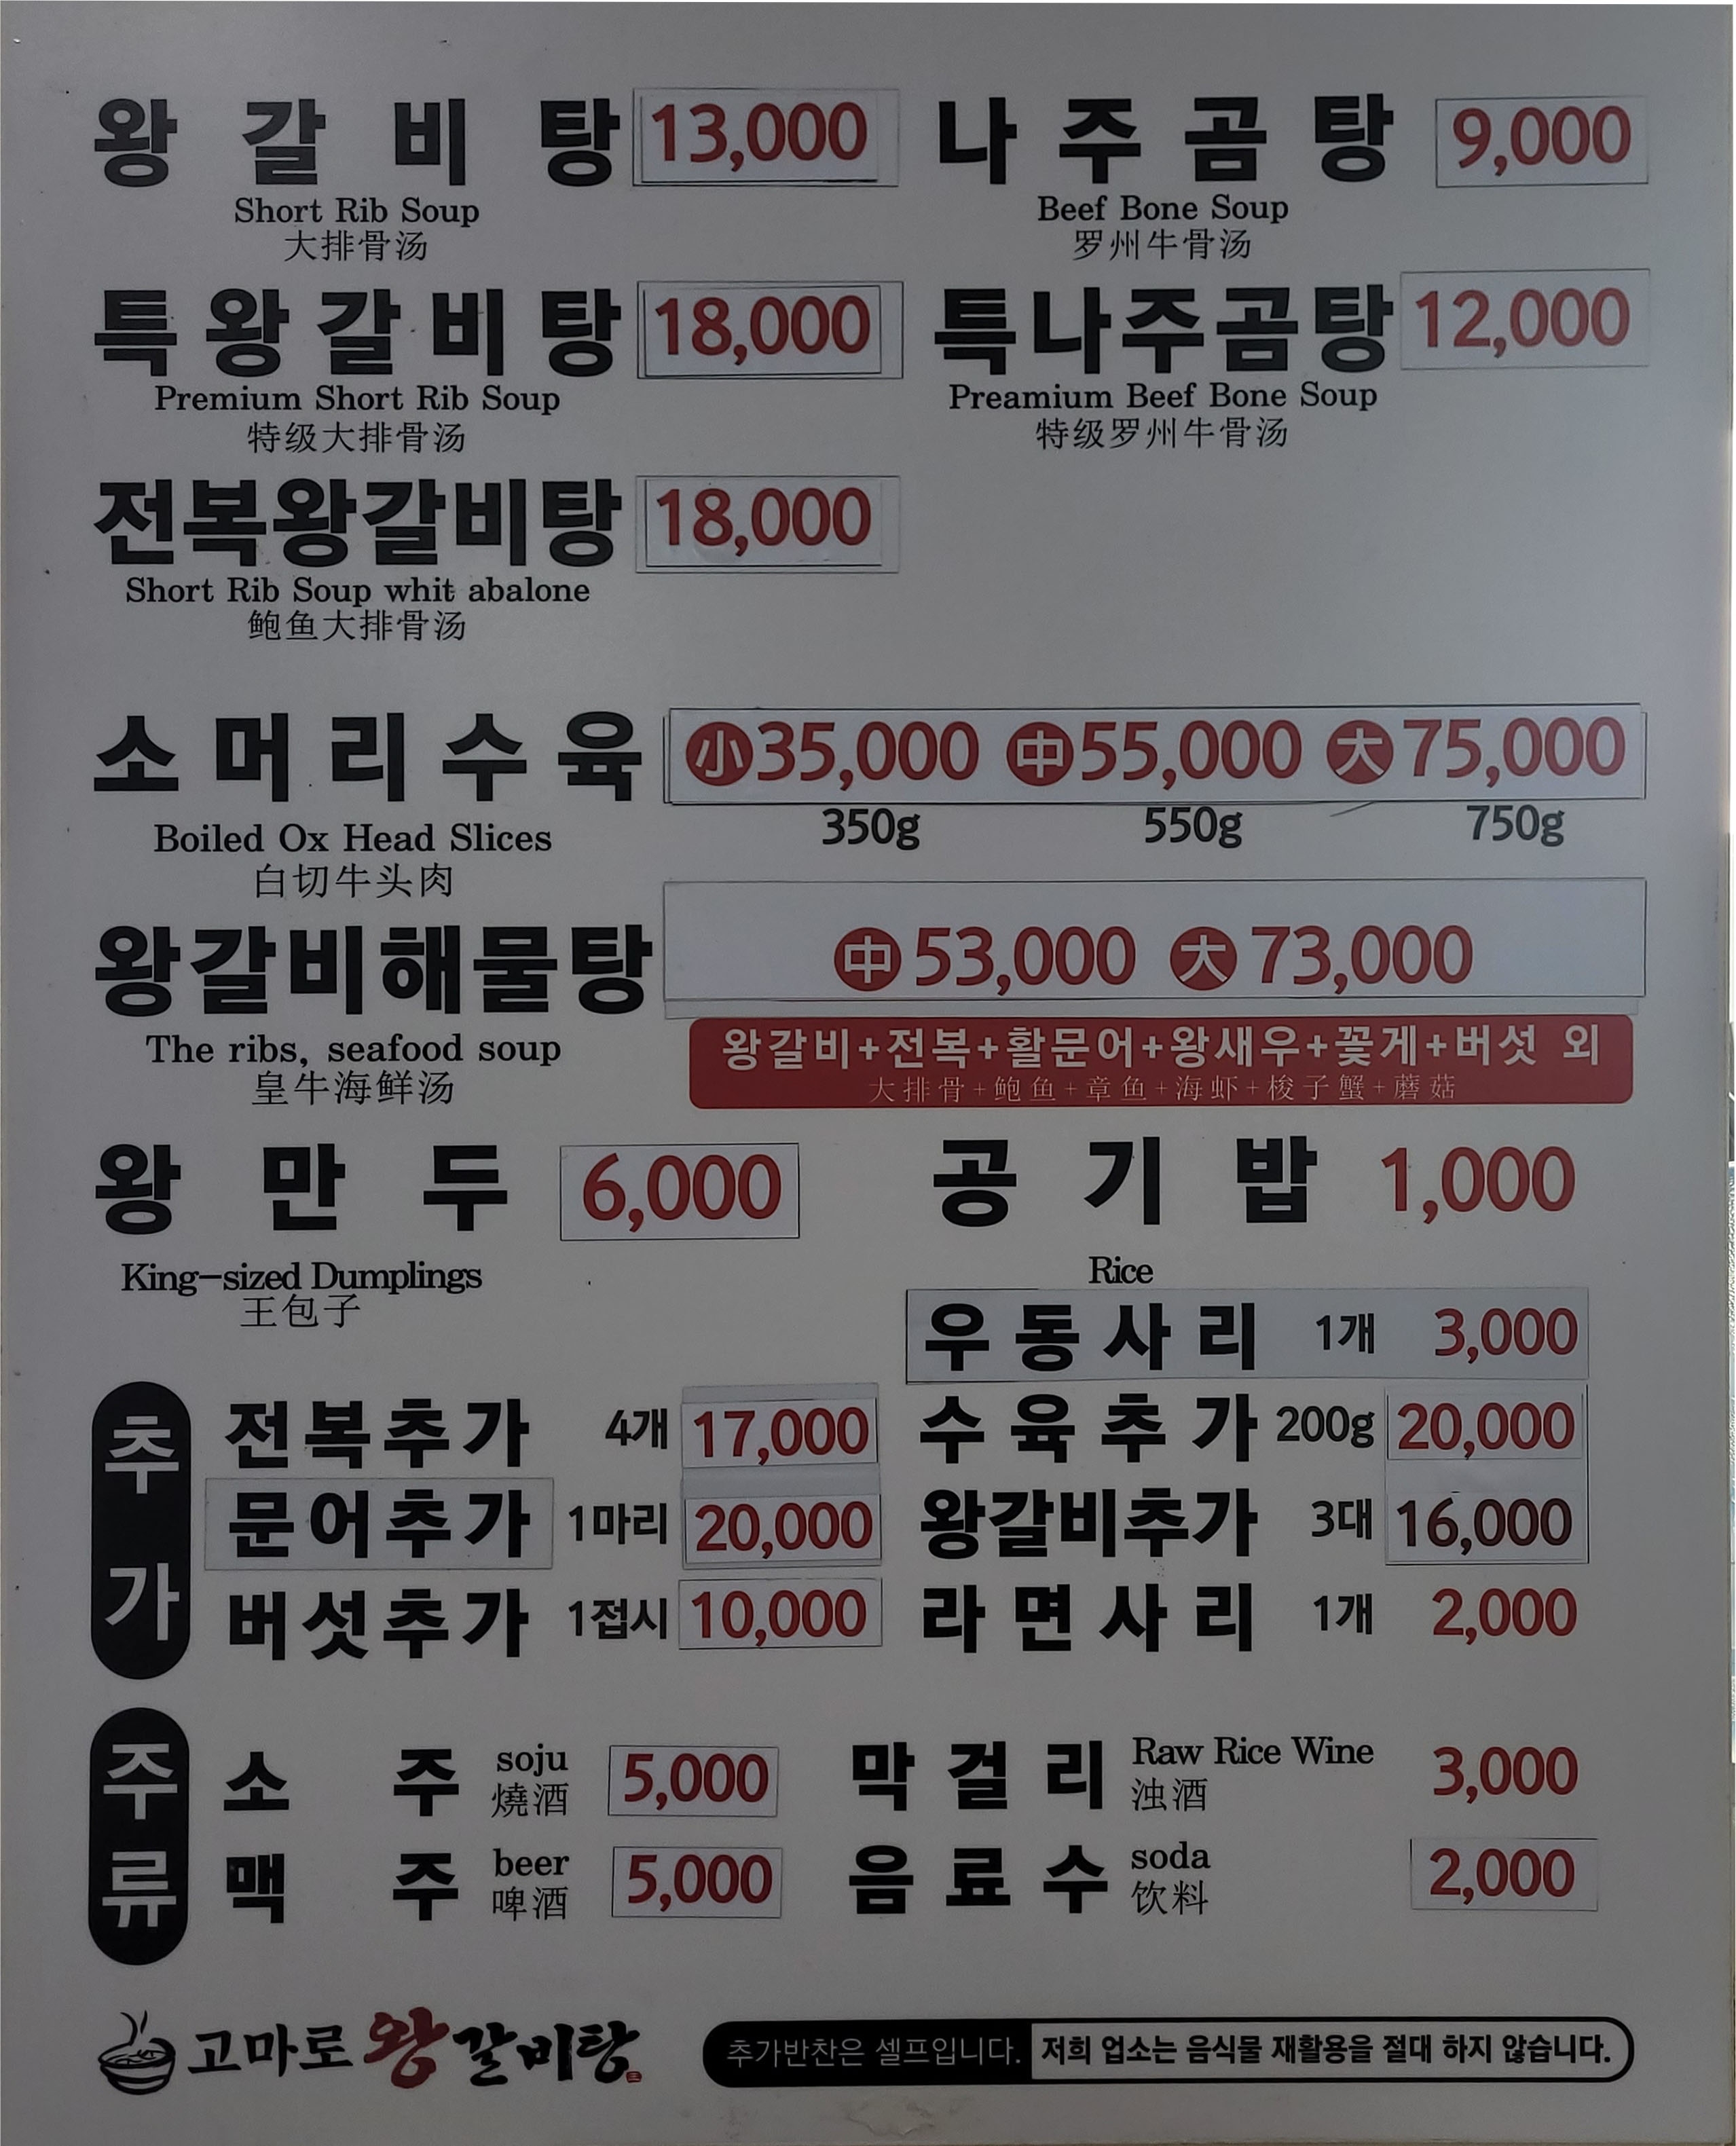 왕갈비탕 13,000 나주곰탕 9,000
Short Rib Soup Beef Bone Soup
大排骨汤 罗州牛骨汤
특왕갈비탕 18,000 특나주곰탕 12,000
Premium Short Rib Soup Preamium Beef Bone Soup
特级大排骨汤 特级罗州牛骨汤
전복왕갈비탕 18,000
Short Rib Soup whit abalone
鲍鱼大排骨汤
소머리수육 小 35,000 中 55,000 大 75,000
350g 550g 750g
Boiled Ox Head Slices
白切牛头肉
왕갈비해물탕 中 53,000 大 73,000
The ribs, seafood soup
皇牛海鲜汤
왕갈비+전복+활문어+왕새우+꽃게+버섯 외
大排骨+鲍鱼+章鱼+海虾+梭子蟹+蘑菇
왕만두 6,000 공기밥 1,000
King-sized Dumplings Rice
王包子
우동사리 1개 3,000
추가
전복추가 4개 17,000 수육추가 200g 20,000
문어추가 1마리 20,000 왕갈비추가 3대 16,000
버섯추가 1접시 10,000 라면사리 1개 2,000
주류
소주 soju 燒酒 5,000 막걸리 Raw Rice Wine 浊酒 3,000
맥주 beer 啤酒 5,000 음료수 soda 饮料 2,000
고마로 왕갈비탕
추가반찬은 셀프입니다. 저희 업소는 음식물 재활용을 절대 하지 않습니다.